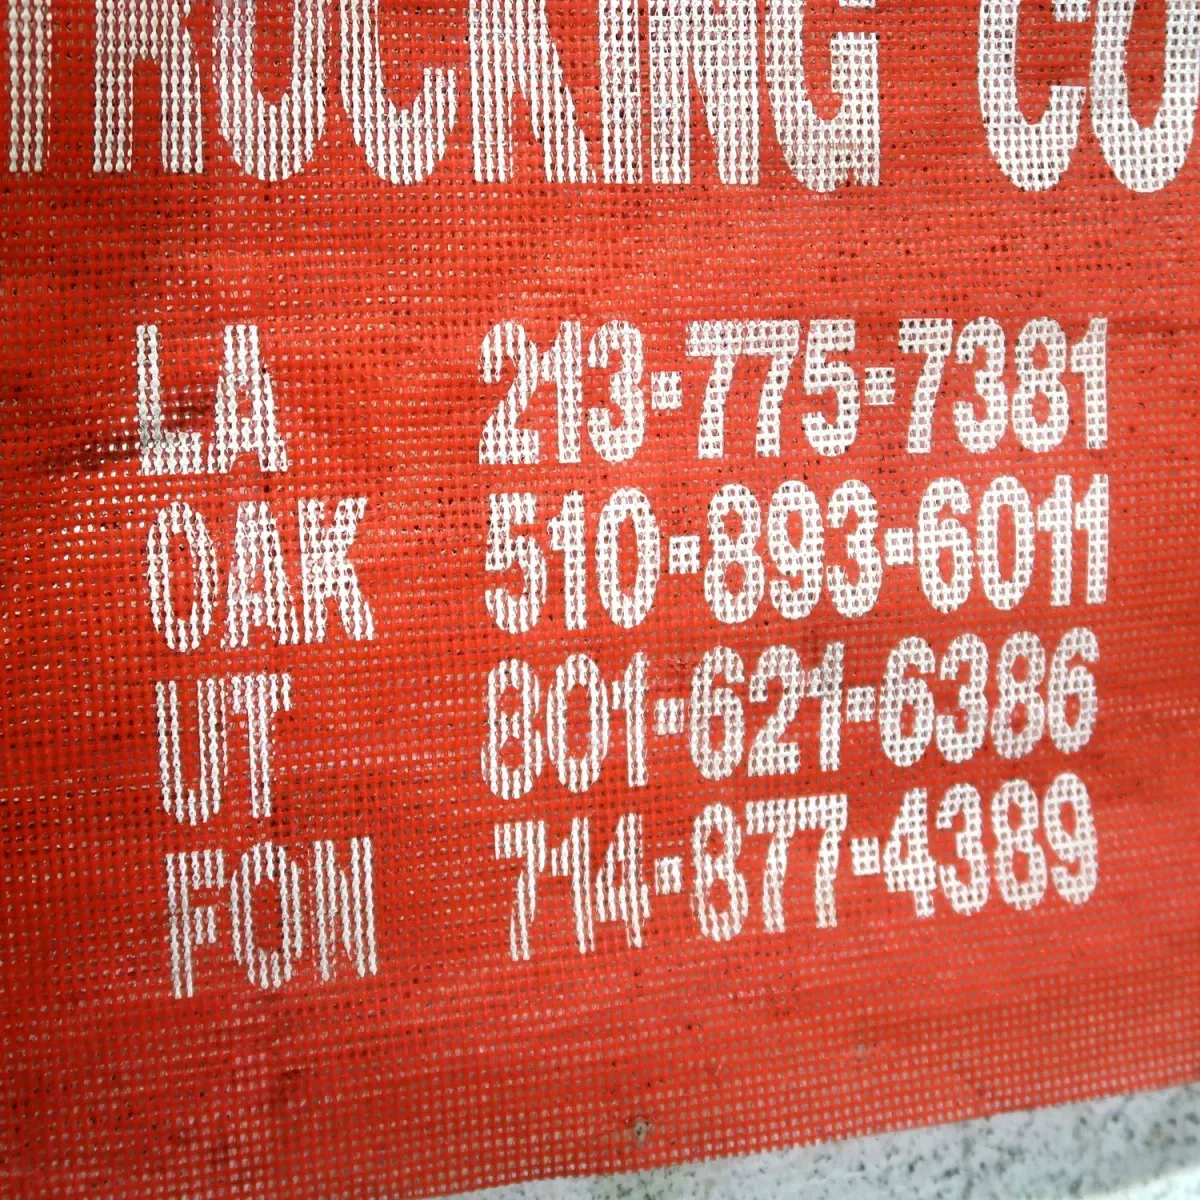 TRUCKING CO
LA 213-775-7381
OAK 510-893-6011
UT 801-621-6386
FON 714-877-4389